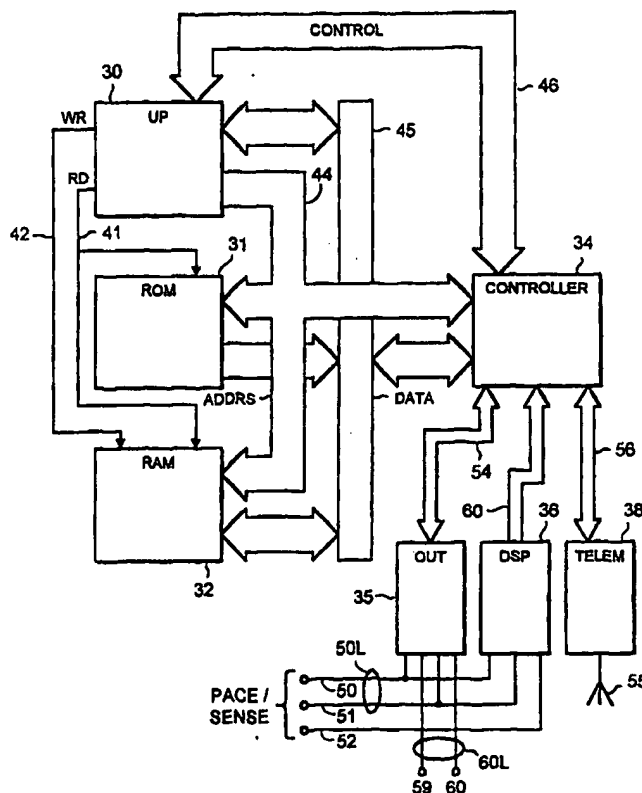 CONTROL
30
46
WR
UP
45
RD
44
42
41
31
34
ROM
CONTROLLER
ADDRS
DATA
RAM
54
56
60
36
38
32
35
OUT
DSP
TELEM
50L
PACE /
SENSE
50
51
52
55
60L
59
60